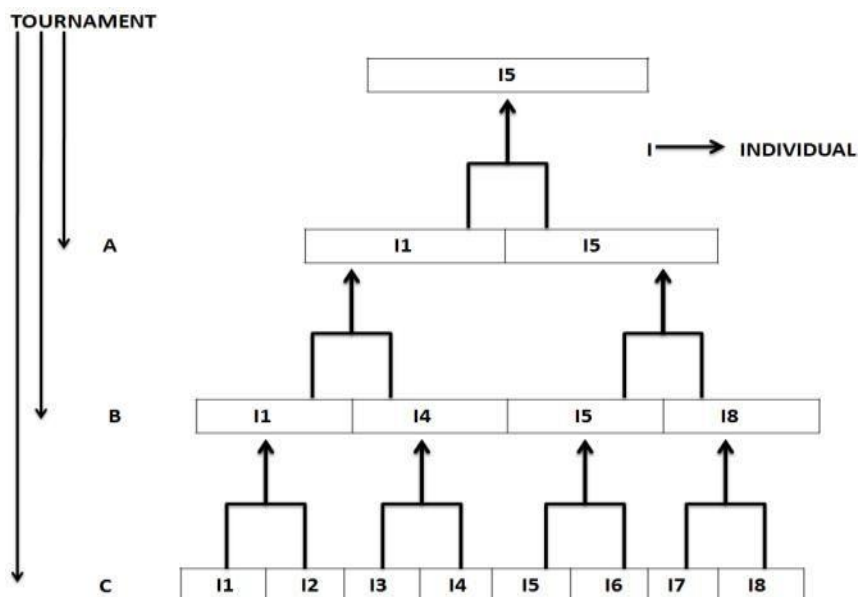 TOURNAMENT
I5
I INDIVIDUAL
A I1 I5
B I1 I4 I5 I8
C I1 I2 I3 I4 I5 I6 I7 I8